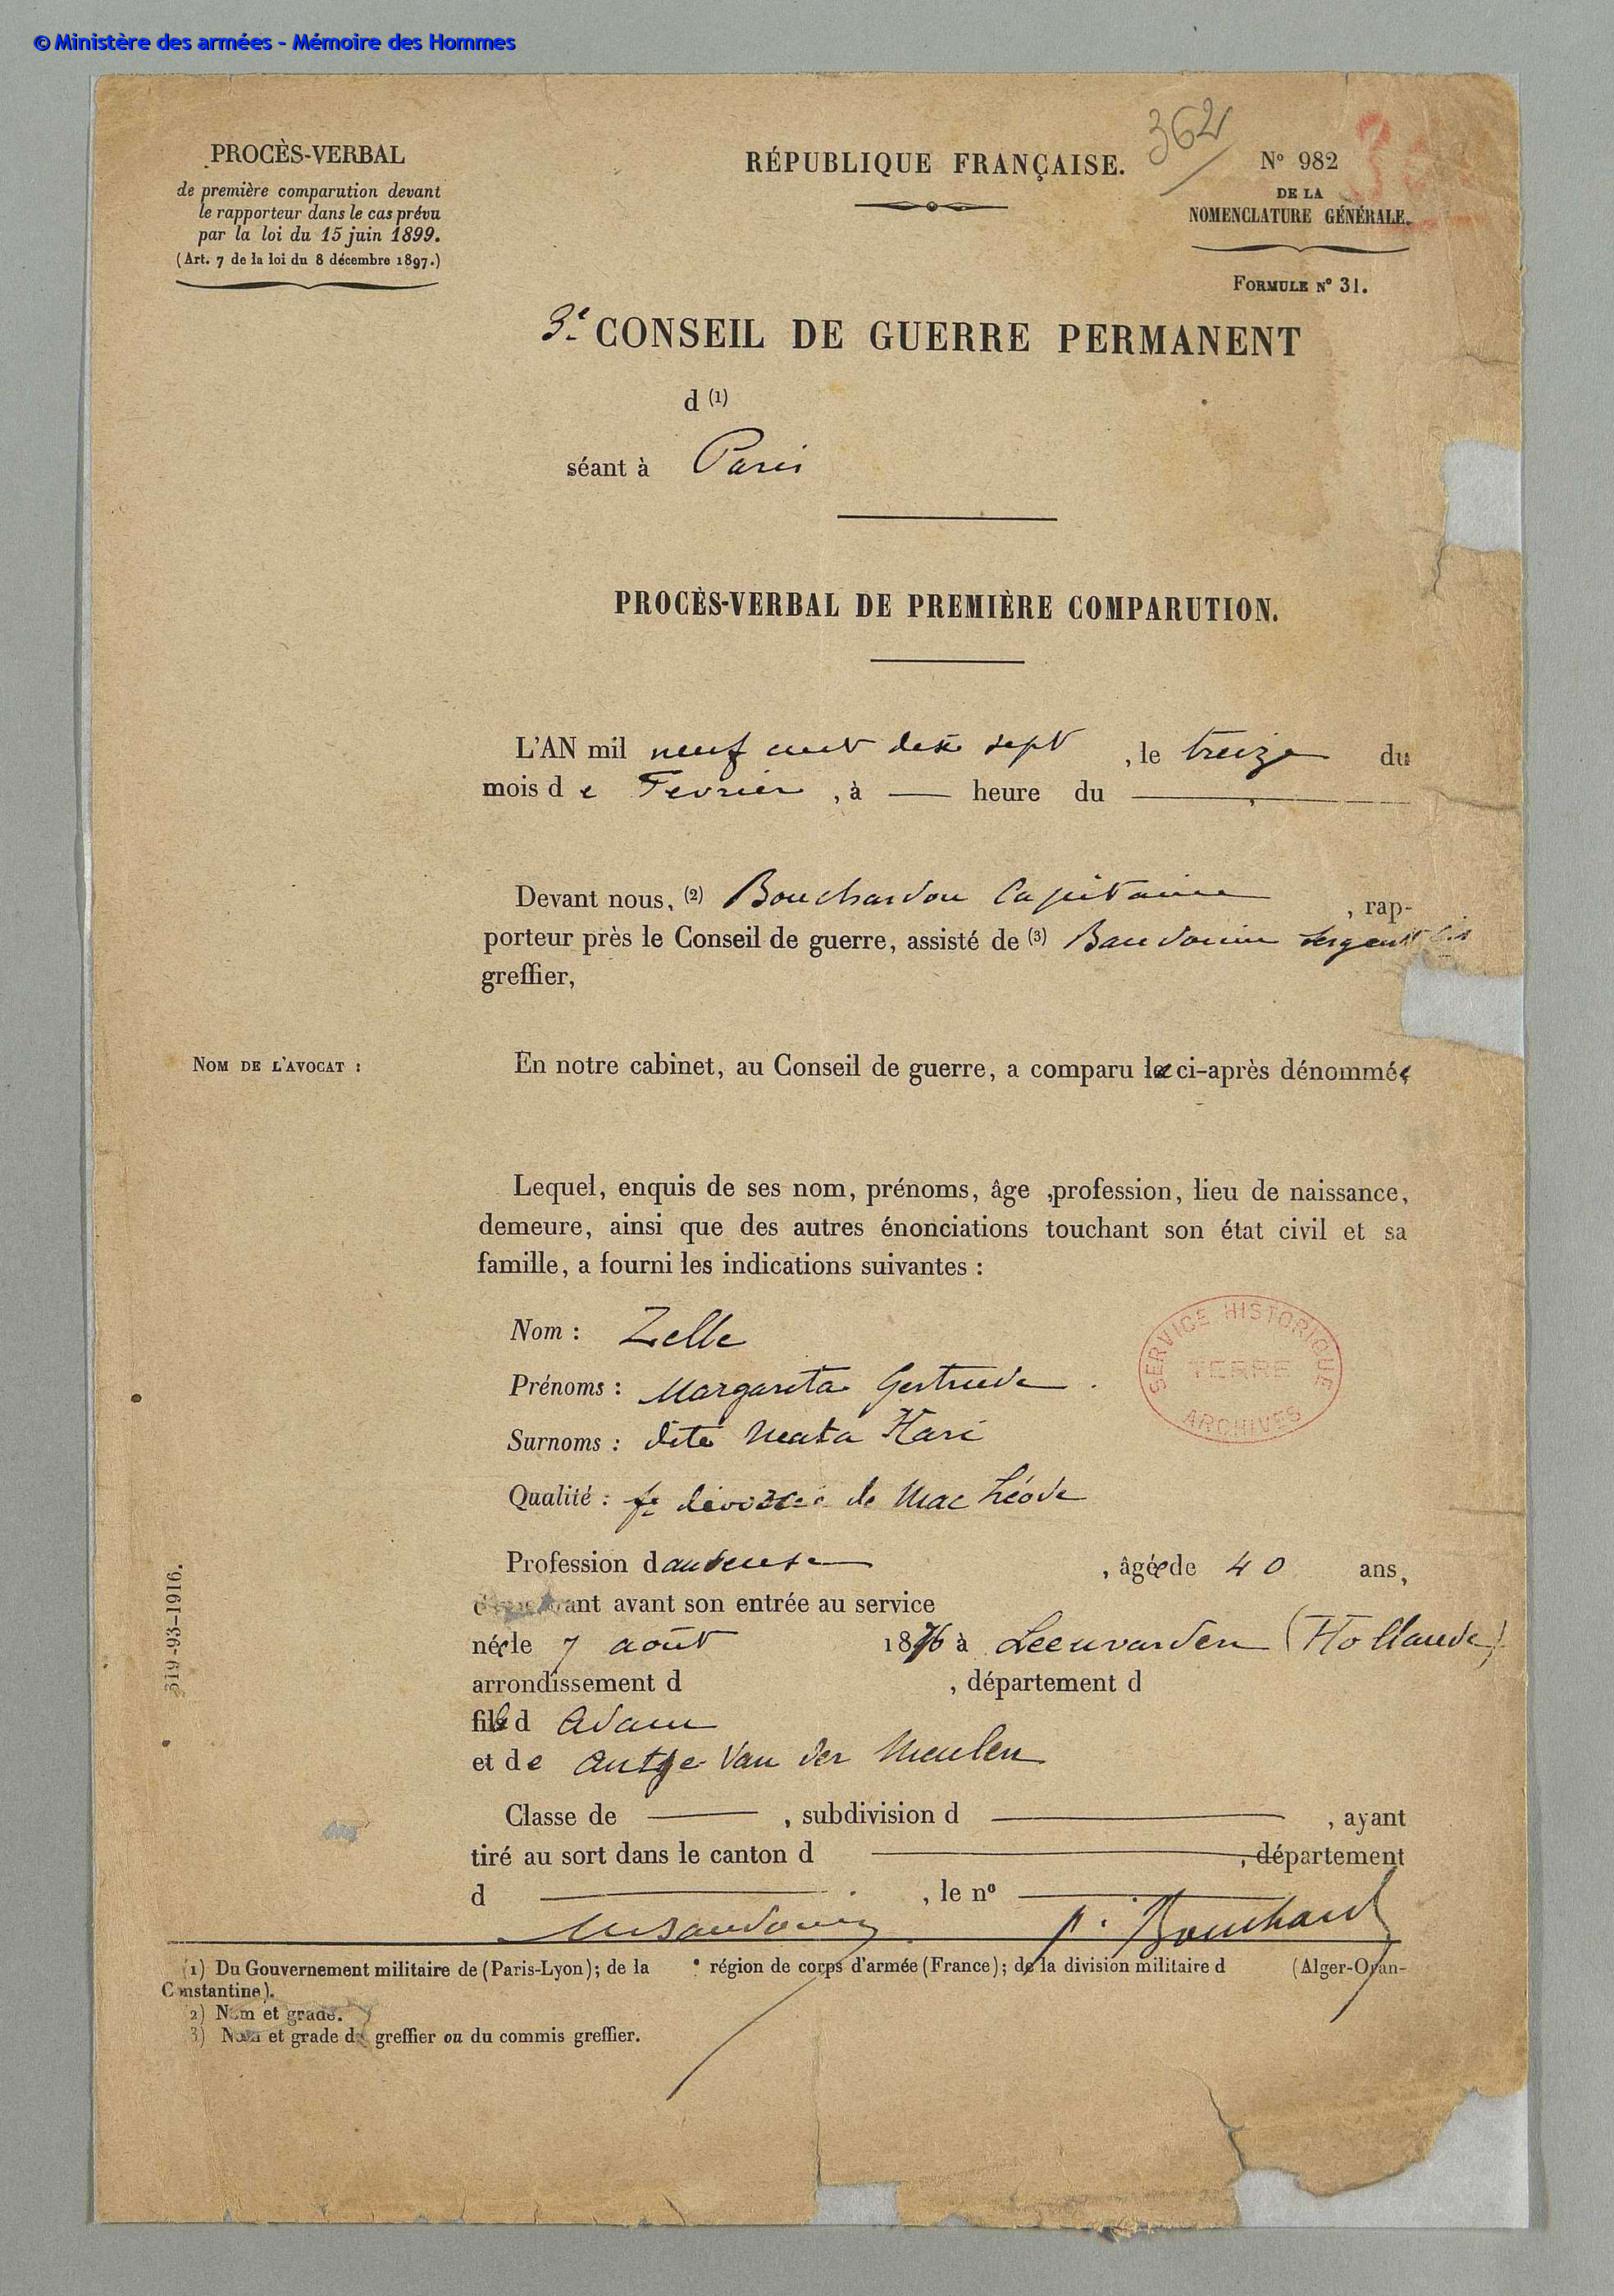 © Ministère des armées - Mémoire des Hommes
PROCÈS-VERBAL
de première comparution devant
le rapporteur dans le cas prévu
par la loi du 15 juin 1899.
(Art. 7 de la loi du 8 décembre 1897.)
RÉPUBLIQUE FRANÇAISE.
362
N° 982
DE LA
NOMENCLATURE GÉNÉRALE.
FORMULE N° 31.
3e CONSEIL DE GUERRE PERMANENT
d (1)
séant à Paris
PROCÈS-VERBAL DE PREMIÈRE COMPARUTION.
L'AN mil neuf cent dix sept, le treize du
mois de Fevrier, à — heure du —
Devant nous, (2) Bouchardon Capitaine, rap-
porteur près le Conseil de guerre, assisté de (3) Baudouin Sergent
greffier,
NOM DE L'AVOCAT :
En notre cabinet, au Conseil de guerre, a comparu la ci-après dénommée
Lequel, enquis de ses nom, prénoms, âge ,profession, lieu de naissance,
demeure, ainsi que des autres énonciations touchant son état civil et sa
famille, a fourni les indications suivantes :
Nom : Zelle
Prénoms : Margareta Gertrude
Surnoms : dite Mata Hari
Qualité : fe divorcée de Mac Léode
Profession danseuse, âgée de 40 ans,
avant son entrée au service
née le 7 août 1876 à Leeuvarden (Hollande)
arrondissement d , département d
fille d Adam
et de Antje Van der Meulen
Classe de —, subdivision d —, ayant
tiré au sort dans le canton d —, département
d —, le n° —
Baudouin P. Bouchard
(1) Du Gouvernement militaire de (Paris-Lyon); de la e région de corps d'armée (France); de la division militaire d (Alger-Oran-
Constantine).
(2) Nom et grade.
(3) Nom et grade du greffier ou du commis greffier.
319-93-1916.
SERVICE HISTORIQUE
TERRE
ARCHIVES